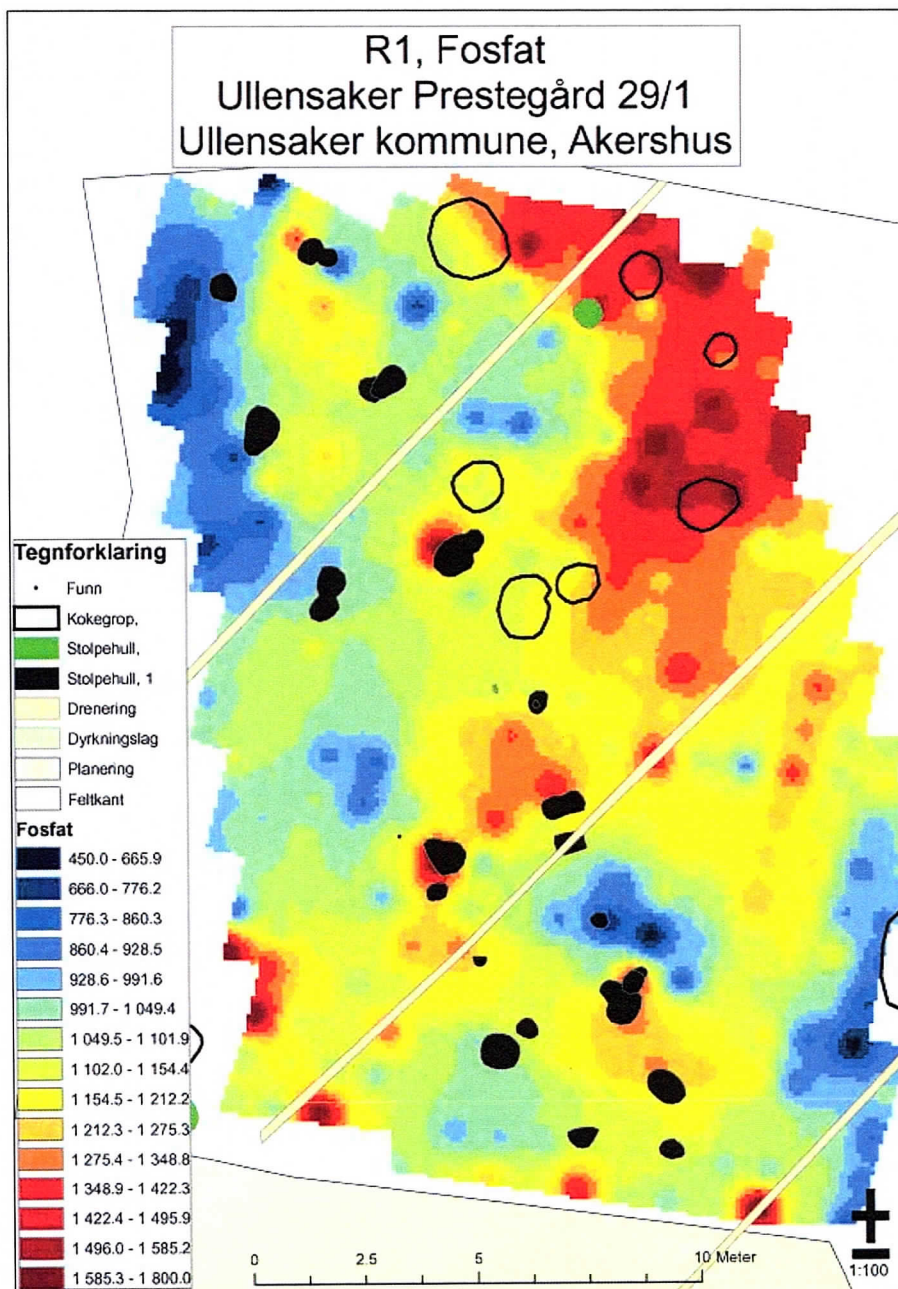 R1, Fosfat
Ullensaker Prestegård 29/1
Ullensaker kommune, Akershus
Tegnforklaring
Funn
Kokegrop,
Stolpehull,
Stolpehull, 1
Drenering
Dyrkningslag
Planering
Feltkant
Fosfat
450.0 - 665.9
666.0 - 776.2
776.3 - 860.3
860.4 - 928.5
928.6 - 991.6
991.7 - 1 049.4
1 049.5 - 1 101.9
1 102.0 - 1 154.4
1 154.5 - 1 212.2
1 212.3 - 1 275.3
1 275.4 - 1 348.8
1 348.9 - 1 422.3
1 422.4 - 1 495.9
1 496.0 - 1 585.2
1 585.3 - 1 800.0
0 2.5 5 10 Meter
1:100